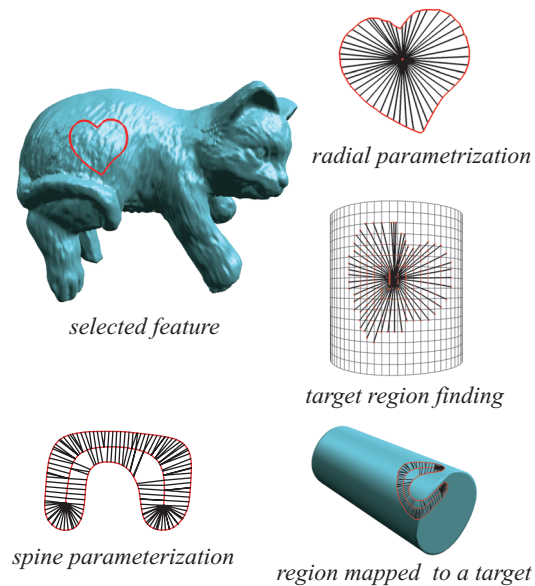 radial parametrization
selected feature
target region finding
spine parameterization
region mapped to a target